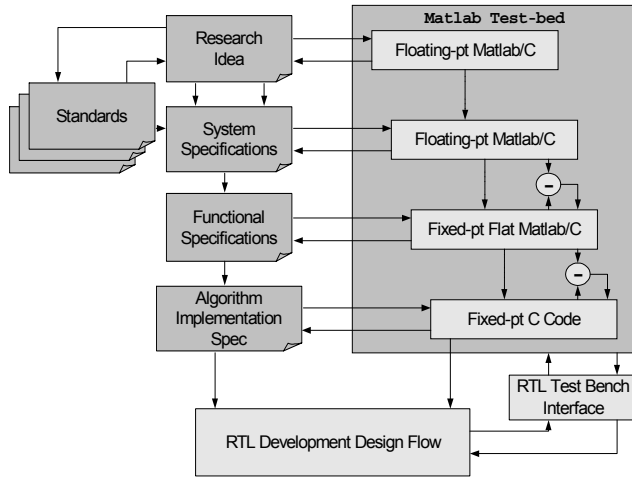 Matlab Test-bed
Research
Idea
Floating-pt Matlab/C
Standards
System
Specifications
Floating-pt Matlab/C
-
Functional
Specifications
Fixed-pt Flat Matlab/C
-
Algorithm
Implementation
Spec
Fixed-pt C Code
RTL Test Bench
Interface
RTL Development Design Flow